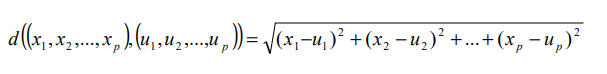 d((x₁,x₂,...,xₚ),(u₁,u₂,...,uₚ))=√(x₁−u₁)²+(x₂−u₂)²+...+(xₚ−uₚ)²